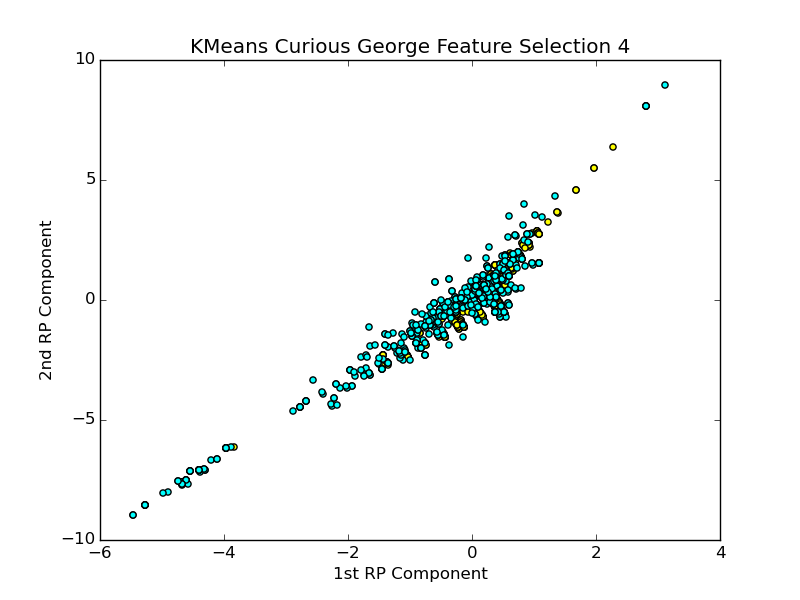 KMeans Curious George Feature Selection 4
10
5
0
−5
−10
2nd RP Component
−6 −4 −2 0 2 4
1st RP Component